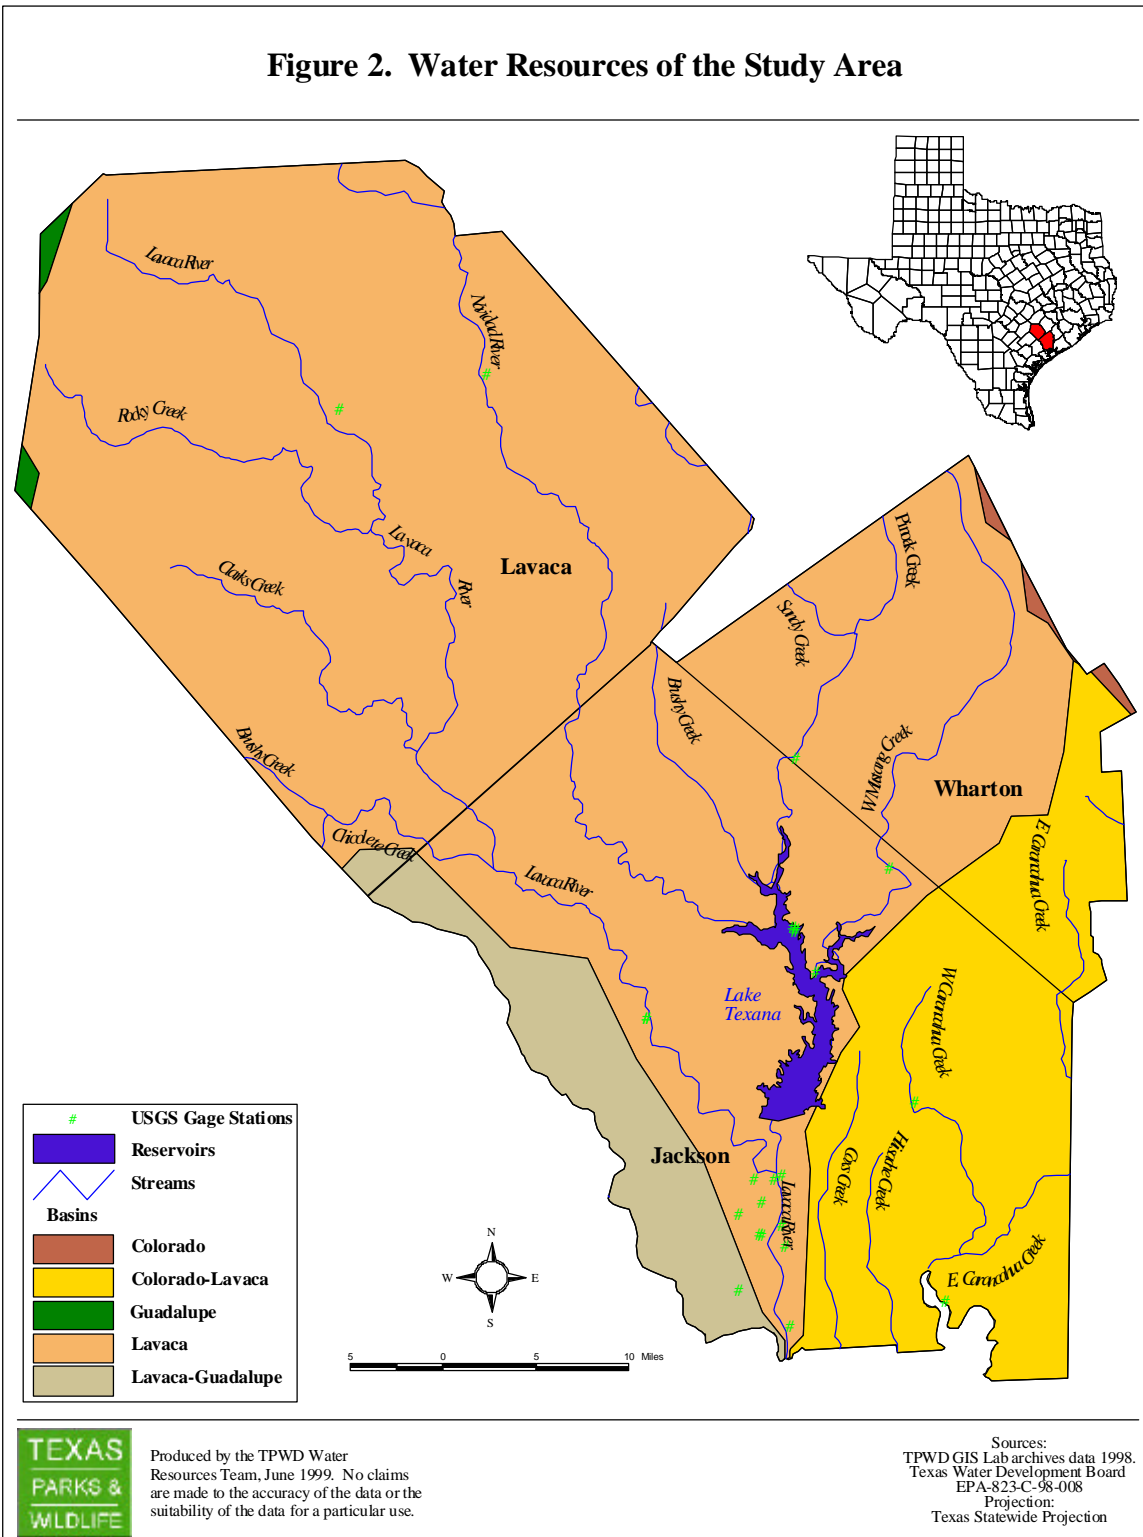 Figure 2. Water Resources of the Study Area
Lavaca River
Navidad River
Rocky Creek
Lavaca
River
Clarks Creek
Lavaca
Pinoak Creek
Sandy Creek
Brushy Creek
W Mustang Creek
Wharton
Brushy Creek
Chicolete Creek
Lavaca River
E Carancahua Creek
W Carancahua Creek
Lake
Texana
Jackson
Coxs Creek
Lavaca River
E Carancahua Creek
# USGS Gage Stations
Reservoirs
Streams
Basins
Colorado
Colorado-Lavaca
Guadalupe
Lavaca
Lavaca-Guadalupe
N
W E
S
5 0 5 10 Miles
TEXAS
PARKS &
WILDLIFE
Produced by the TPWD Water
Resources Team, June 1999. No claims
are made to the accuracy of the data or the
suitability of the data for a particular use.
Sources:
TPWD GIS Lab archives data 1998.
Texas Water Development Board
EPA-823-C-98-008
Projection:
Texas Statewide Projection